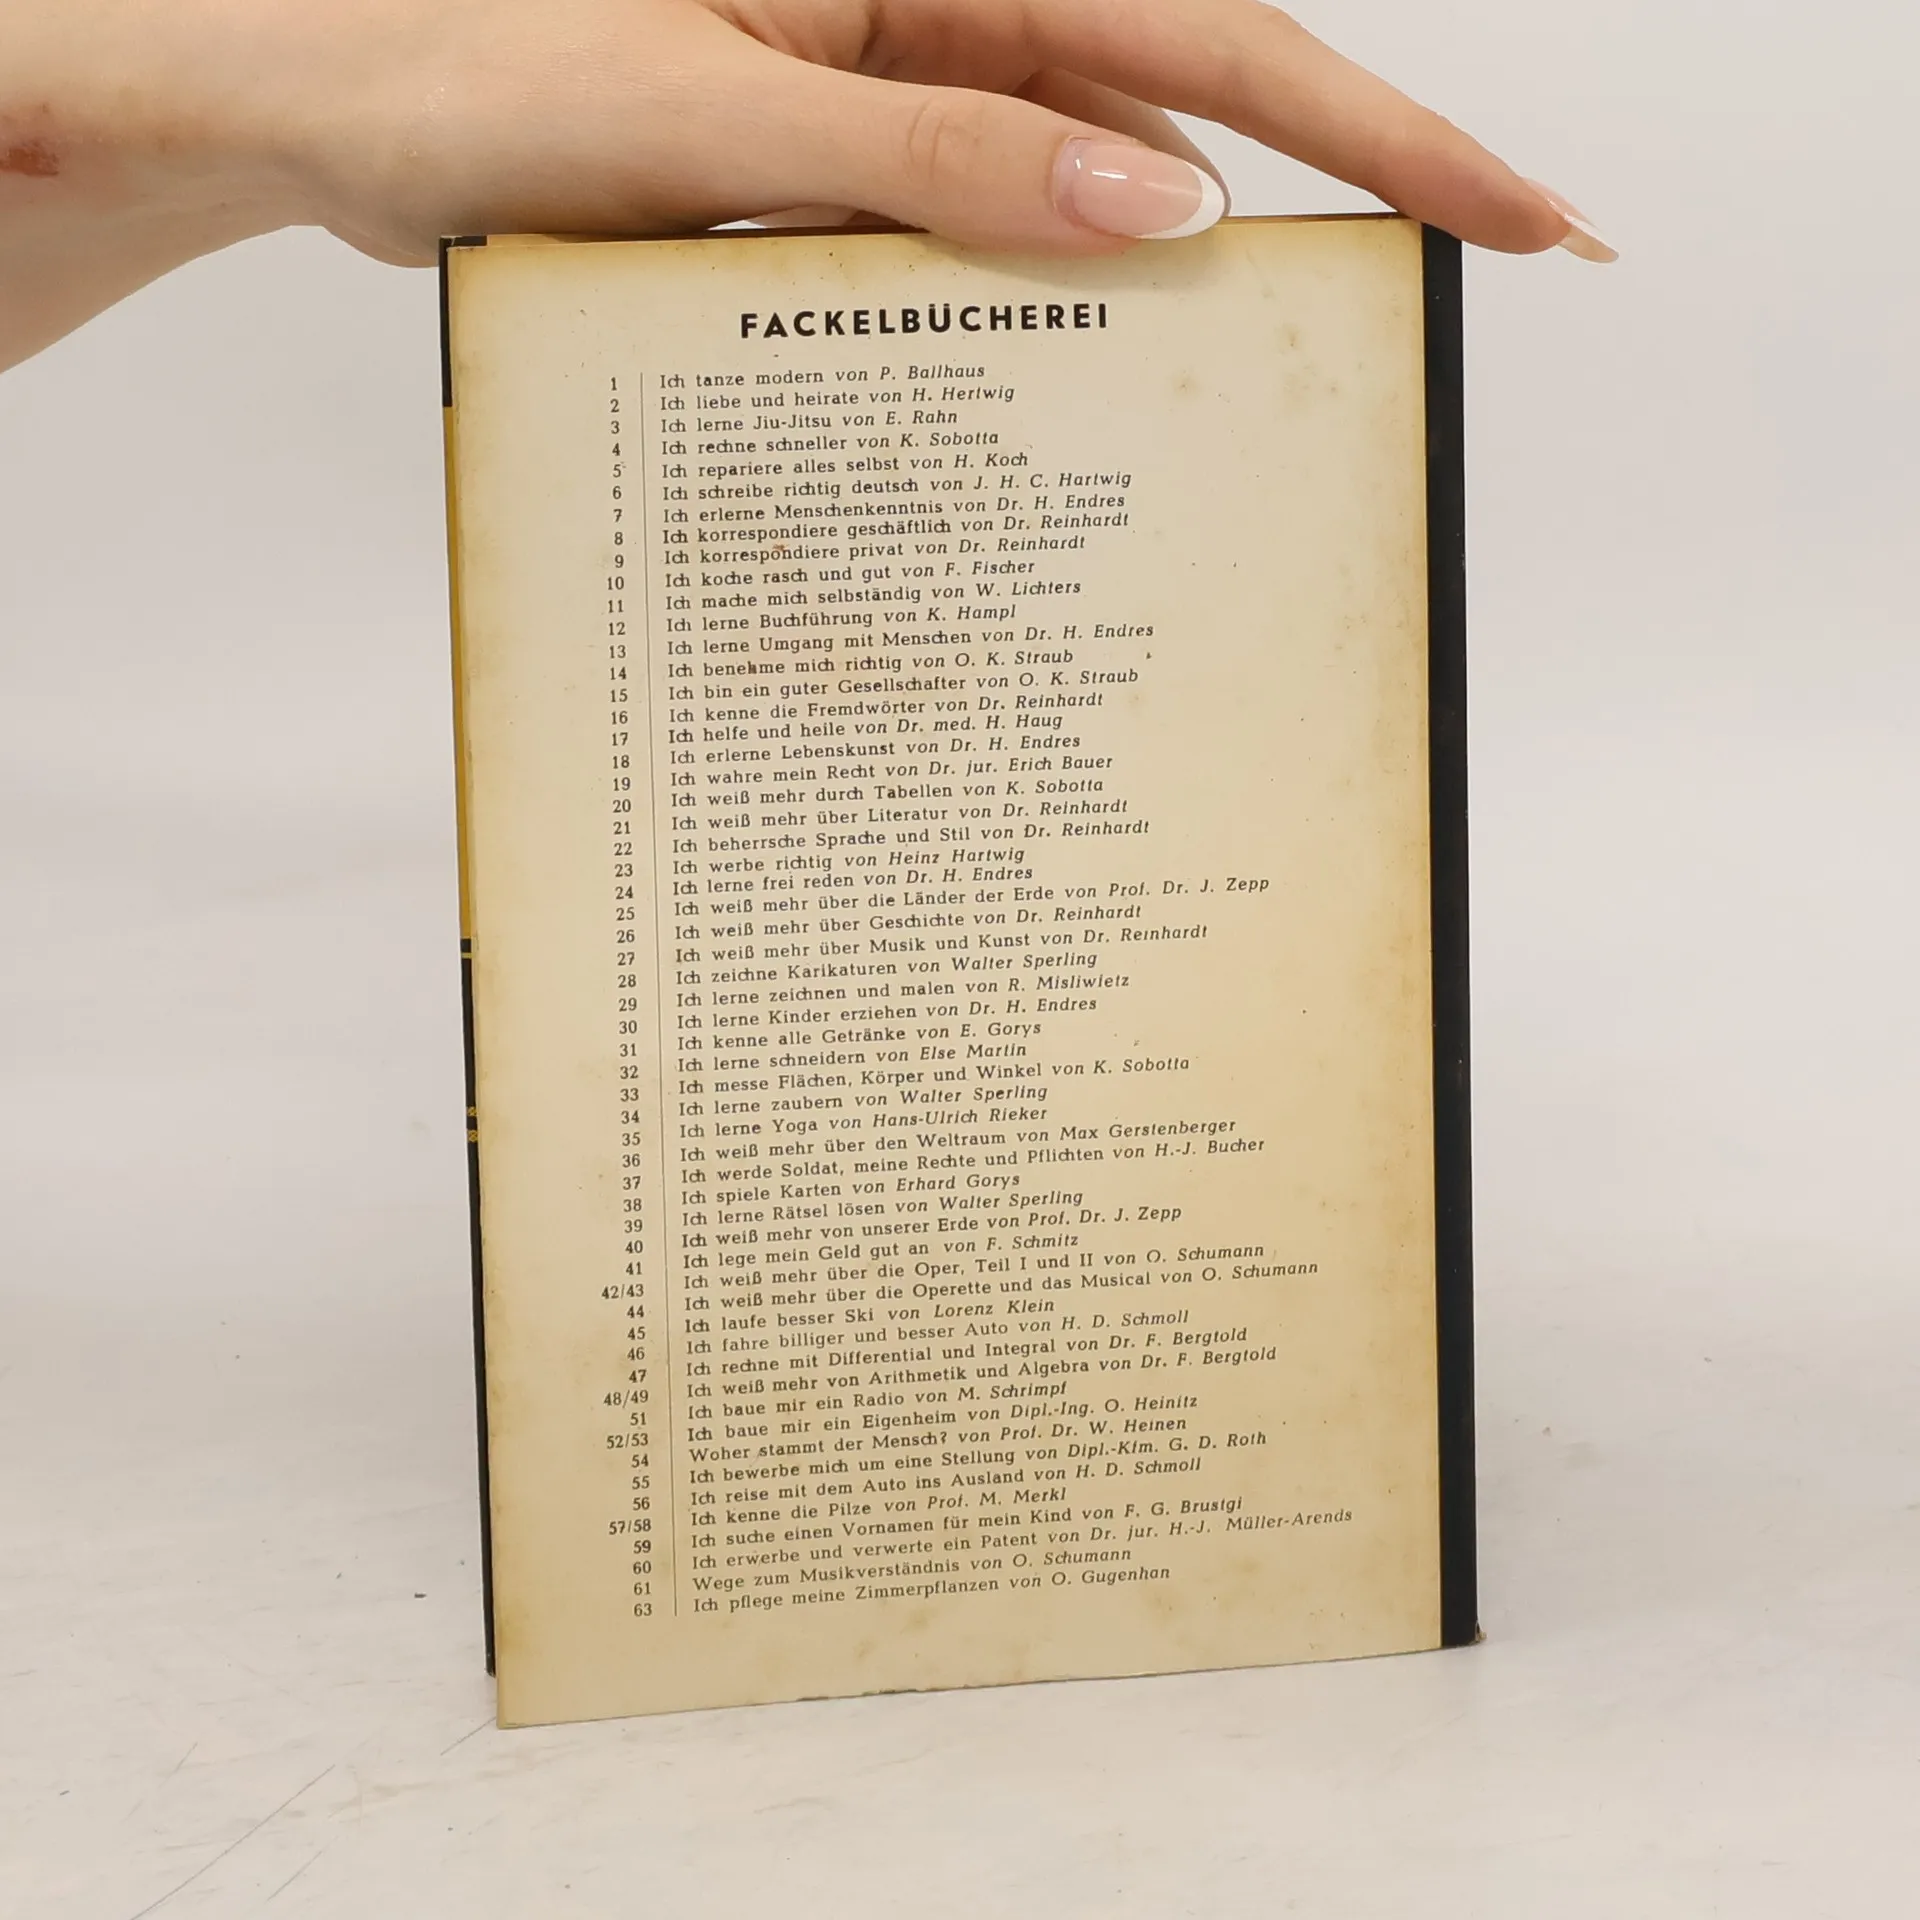 FACKELBÜCHEREI
1 Ich tanze modern von P. Ballhaus
2 Ich liebe und heirate von H. Hertwig
3 Ich lerne Jiu-Jitsu von E. Rahn
4 Ich rechne schneller von K. Sobotta
5 Ich repariere alles selbst von H. Koch
6 Ich schreibe richtig deutsch von J. H. C. Hartwig
7 Ich erlerne Menschenkenntnis von Dr. H. Endres
8 Ich korrespondiere geschäftlich von Dr. Reinhardt
9 Ich korrespondiere privat von Dr. Reinhardt
10 Ich koche rasch und gut von F. Fischer
11 Ich mache mich selbständig von W. Lichters
12 Ich lerne Buchführung von K. Hampl
13 Ich lerne Umgang mit Menschen von Dr. H. Endres
14 Ich benehme mich richtig von O. K. Straub
15 Ich bin ein guter Gesellschafter von O. K. Straub
16 Ich kenne die Fremdwörter von Dr. Reinhardt
17 Ich helfe und heile von Dr. med. H. Haug
18 Ich erlerne Lebenskunst von Dr. H. Endres
19 Ich wahre mein Recht von Dr. jur. Erich Bauer
20 Ich weiß mehr durch Tabellen von K. Sobotta
21 Ich weiß mehr über Literatur von Dr. Reinhardt
22 Ich beherrsche Sprache und Stil von Dr. Reinhardt
23 Ich werbe richtig von Heinz Hartwig
24 Ich lerne frei reden von Dr. H. Endres
25 Ich weiß mehr über die Länder der Erde von Prof. Dr. J. Zepp
26 Ich weiß mehr über Geschichte von Dr. Reinhardt
27 Ich weiß mehr über Musik und Kunst von Dr. Reinhardt
28 Ich zeichne Karikaturen von Walter Sperling
29 Ich lerne zeichnen und malen von R. Misliwietz
30 Ich lerne Kinder erziehen von Dr. H. Endres
31 Ich kenne alle Getränke von E. Gorys
32 Ich lerne schneidern von Else Martin
33 Ich messe Flächen, Körper und Winkel von K. Sobotta
34 Ich lerne zaubern von Walter Sperling
35 Ich lerne Yoga von Hans-Ulrich Rieker
36 Ich weiß mehr über den Weltraum von Max Gerstenberger
37 Ich werde Soldat, meine Rechte und Pflichten von H.-J. Bucher
38 Ich spiele Karten von Erhard Gorys
39 Ich lerne Rätsel lösen von Walter Sperling
40 Ich weiß mehr von unserer Erde von Prof. Dr. J. Zepp
41 Ich lege mein Geld gut an von F. Schmitz
42/43 Ich weiß mehr über die Oper, Teil I und II von O. Schumann
44 Ich weiß mehr über die Operette und das Musical von O. Schumann
45 Ich laufe besser Ski von Lorenz Klein
46 Ich fahre billiger und besser Auto von H. D. Schmoll
47 Ich rechne mit Differential und Integral von Dr. F. Bergtold
48/49 Ich weiß mehr von Arithmetik und Algebra von Dr. F. Bergtold
51 Ich baue mir ein Radio von M. Schrimpf
52/53 Ich baue mir ein Eigenheim von Dipl.-Ing. O. Heinitz
54 Woher stammt der Mensch? von Prof. Dr. W. Heinen
55 Ich bewerbe mich um eine Stellung von Dipl.-Kfm. G. D. Roth
56 Ich reise mit dem Auto ins Ausland von H. D. Schmoll
57/58 Ich kenne die Pilze von Prof. M. Merkl
59 Ich suche einen Vornamen für mein Kind von F. G. Brustgi
60 Ich erwerbe und verwerte ein Patent von Dr. jur. H.-J. Müller-Arends
61 Wege zum Musikverständnis von O. Schumann
63 Ich pflege meine Zimmerpflanzen von O. Gugenhan